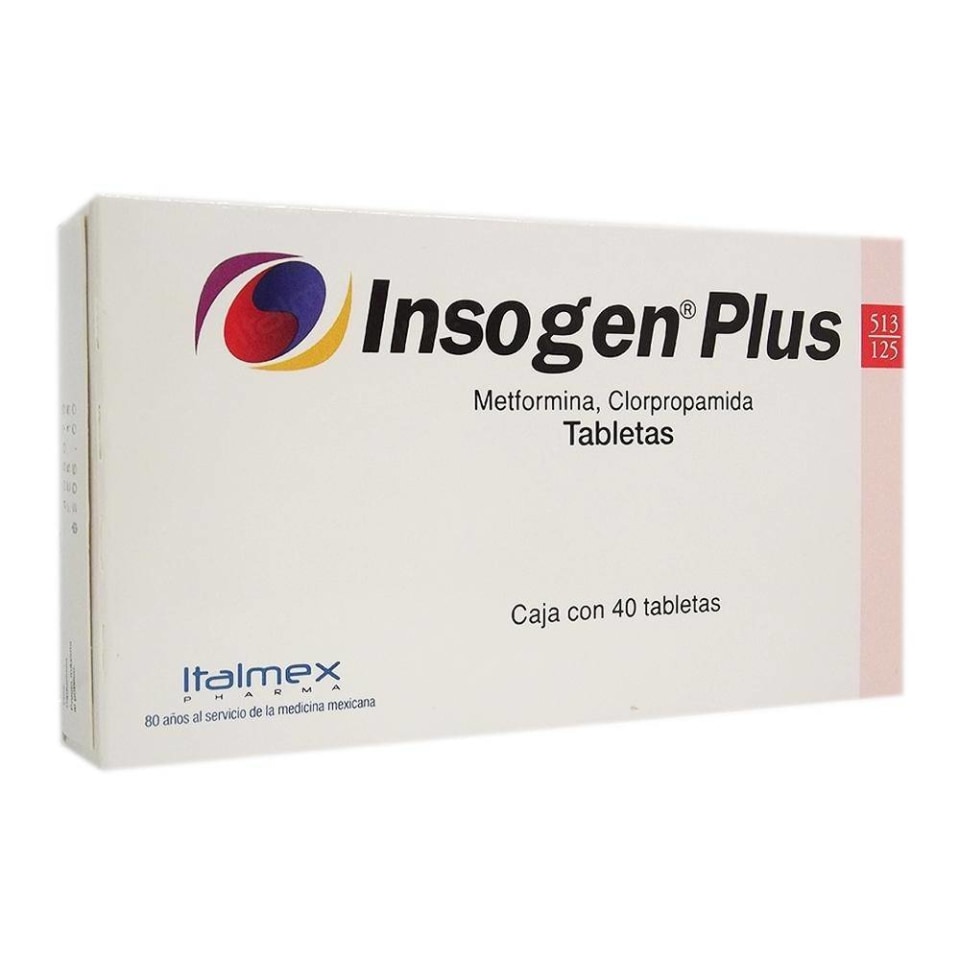 Insogen® Plus
513
125
Metformina, Clorpropamida
Tabletas
Caja con 40 tabletas
Italmex
PHARMA
80 años al servicio de la medicina mexicana